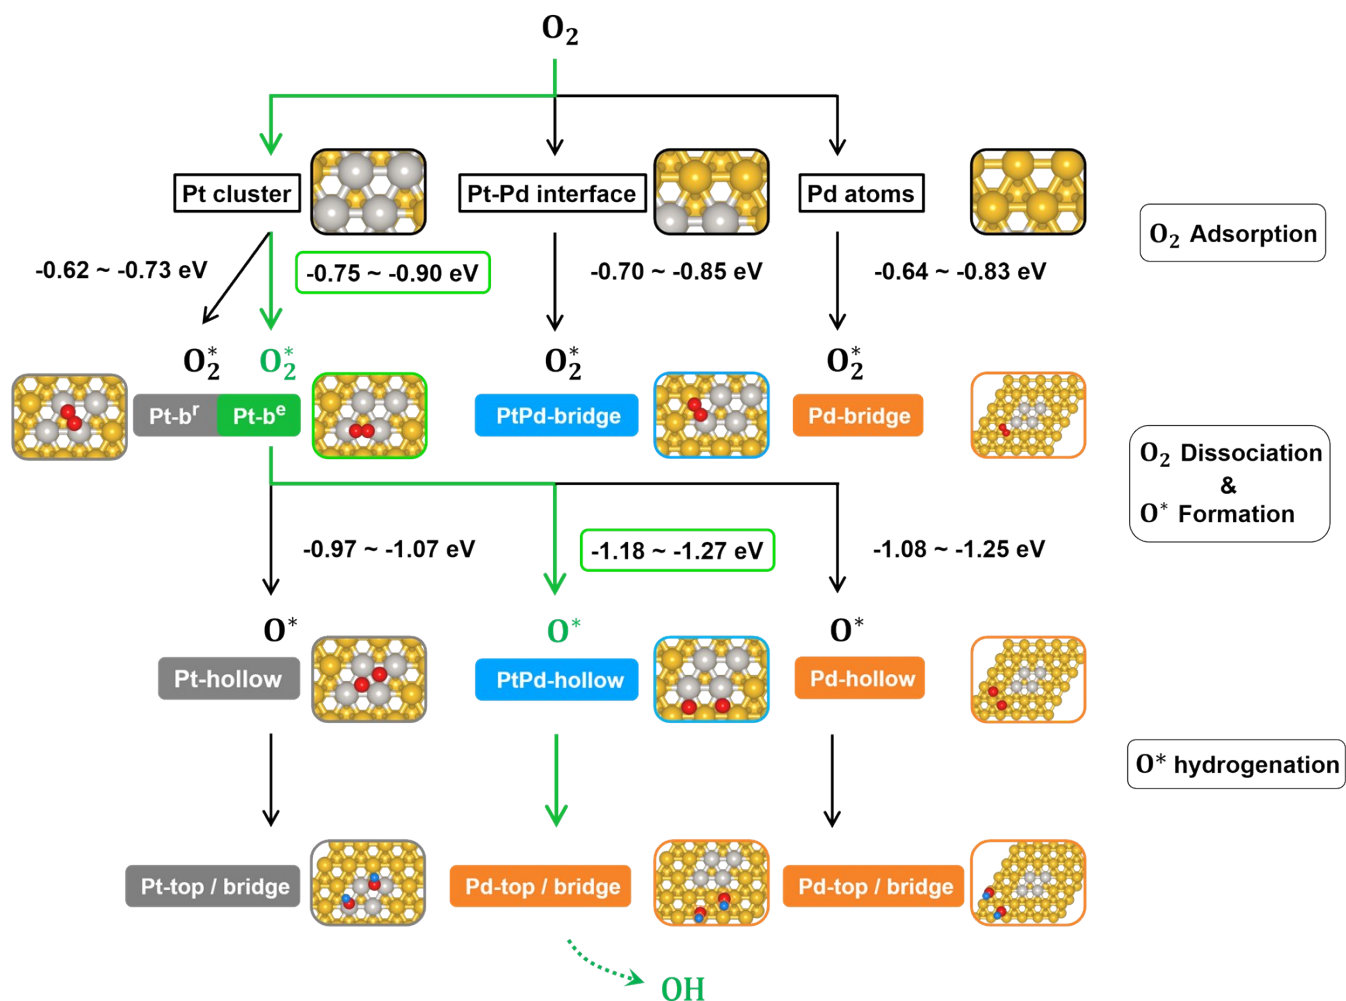 O₂
Pt cluster
Pt-Pd interface
Pd atoms
O₂ Adsorption
-0.62 ~ -0.73 eV
-0.75 ~ -0.90 eV
-0.70 ~ -0.85 eV
-0.64 ~ -0.83 eV
O₂*
O₂*
O₂*
O₂*
Pt-bʳ
Pt-bᵉ
PtPd-bridge
Pd-bridge
O₂ Dissociation
&
O* Formation
-0.97 ~ -1.07 eV
-1.18 ~ -1.27 eV
-1.08 ~ -1.25 eV
O*
O*
O*
Pt-hollow
PtPd-hollow
Pd-hollow
O* hydrogenation
Pt-top / bridge
Pd-top / bridge
Pd-top / bridge
OH